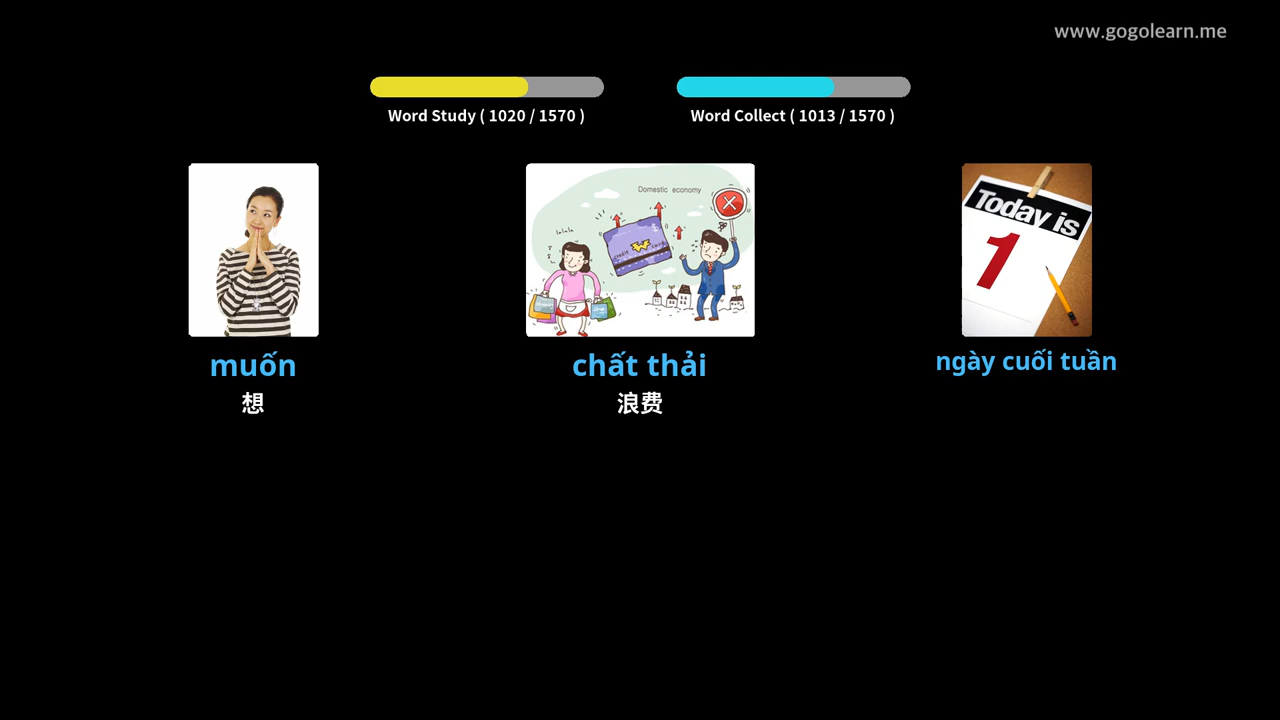 www.gogolearn.me
Word Study ( 1020 / 1570 )
Word Collect ( 1013 / 1570 )
Domestic economy
lalala
Today is
1
muốn
chất thải
ngày cuối tuần
想
浪费